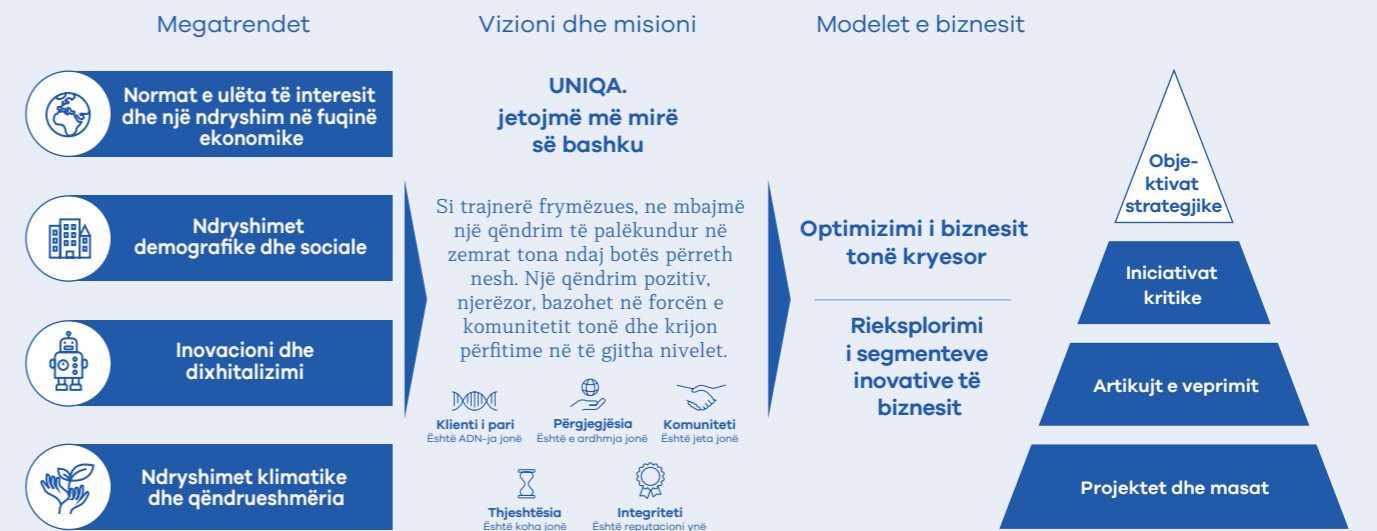 Megatrendet
Vizioni dhe misioni
Modelet e biznesit
Normat e ulëta të interesit
dhe një ndryshim në fuqinë
ekonomike
Ndryshimet
demografike dhe sociale
Inovacioni dhe
dixhitalizimi
Ndryshimet klimatike
dhe qëndrueshmëria
UNIQA.
jetojmë më mirë
së bashku
Si trajnerë frymëzues, ne mbajmë
një qëndrim të palëkundur në
zemrat tona ndaj botës përreth
nesh. Një qëndrim pozitiv,
njerëzor, bazohet në forcën e
komunitetit tonë dhe krijon
përfitime në të gjitha nivelet.
Klienti i pari
Është ADN-ja jonë
Përgjegjësia
Është e ardhmja jonë
Komuniteti
Është jeta jonë
Thjeshtësia
Është koha jonë
Integriteti
Është reputacioni ynë
Optimizimi i biznesit
tonë kryesor
Rieksplorimi
i segmenteve
inovative të
biznesit
Obje-
ktivat
strategjike
Iniciativat
kritike
Artikujt e veprimit
Projektet dhe masat